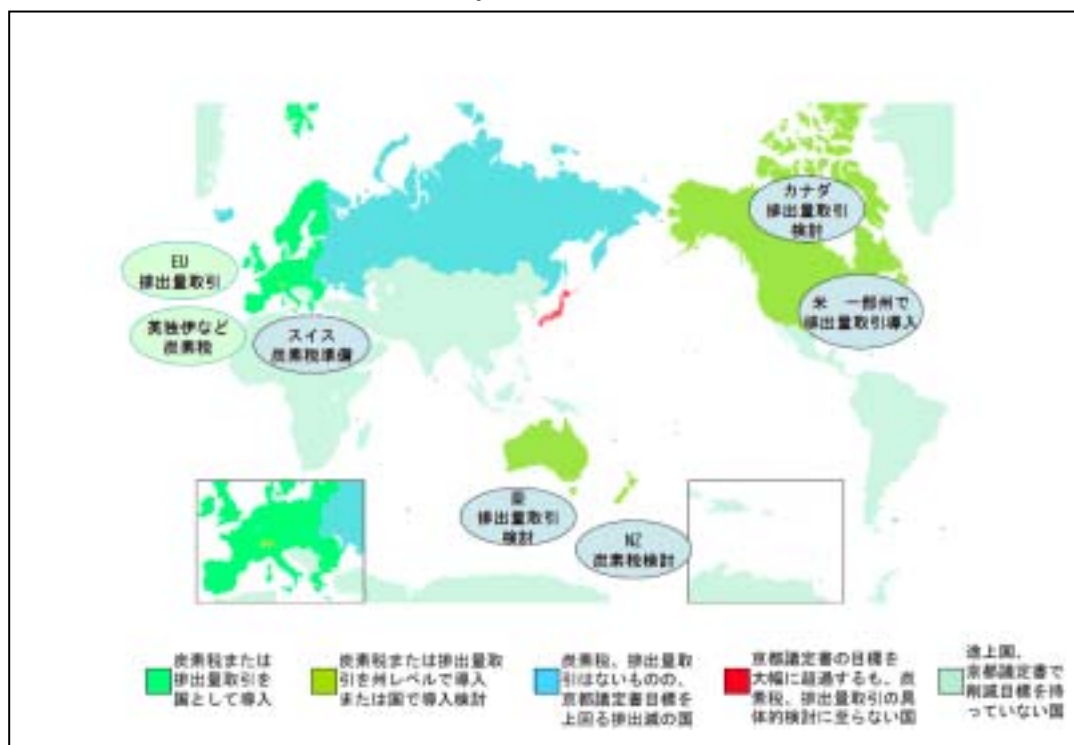 カナダ
排出量取引
検討
EU
排出量取引
米　一部州で
排出量取引導入
英独伊など
炭素税
スイス
炭素税準備
豪
排出量取引
検討
NZ
炭素税検討
炭素税または
排出量取引を
国として導入
炭素税または排出量取
引を州レベルで導入
または国で導入検討
炭素税、排出量取
引はないものの、
京都議定書目標を
上回る排出減の国
京都議定書の目標を
大幅に超過するも、炭
素税、排出量取引の具
体的検討に至らない国
途上国、
京都議定書で
削減目標を持
っていない国